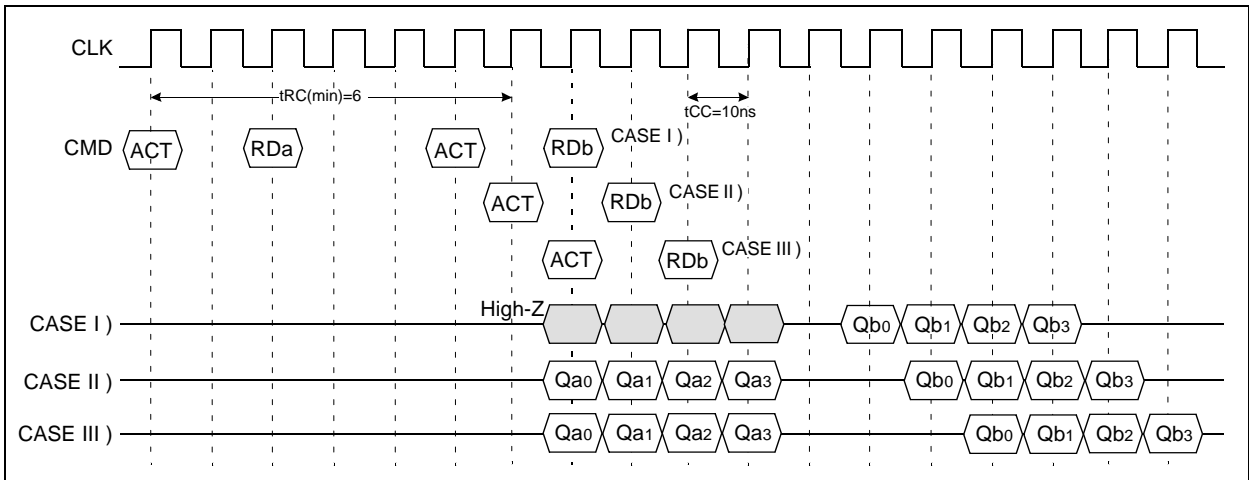 CLK
tRC(min)=6
tCC=10ns
CMD ACT RDa ACT RDb CASE I )
ACT RDb CASE II )
ACT RDb CASE III )
High-Z
CASE I ) Qb0 Qb1 Qb2 Qb3
CASE II ) Qa0 Qa1 Qa2 Qa3 Qb0 Qb1 Qb2 Qb3
CASE III ) Qa0 Qa1 Qa2 Qa3 Qb0 Qb1 Qb2 Qb3